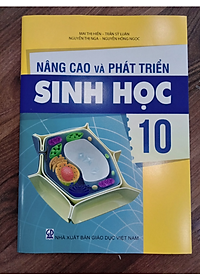 MAI THỊ HIỀN - TRẦN SỸ LUẬN
NGUYỄN THỊ NGA - NGUYỄN HỒNG NGỌC
NÂNG CAO VÀ PHÁT TRIỂN
SINH HỌC
10
NHÀ XUẤT BẢN GIÁO DỤC VIỆT NAM